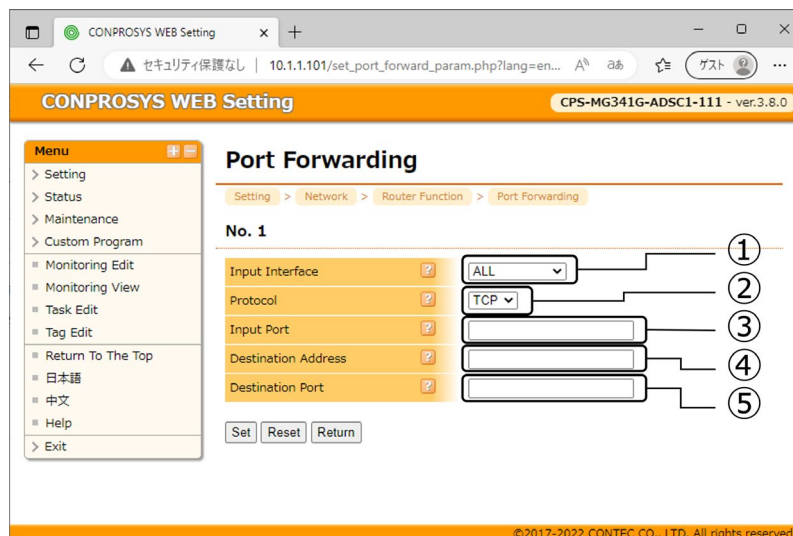 CONPROSYS WEB Setting
セキュリティ保護なし | 10.1.1.101/set_port_forward_param.php?lang=en... ゲスト
CONPROSYS WEB Setting
CPS-MG341G-ADSC1-111 - ver.3.8.0
Menu
Setting
Status
Maintenance
Custom Program
Monitoring Edit
Monitoring View
Task Edit
Tag Edit
Return To The Top
日本語
中文
Help
Exit
Port Forwarding
Setting > Network > Router Function > Port Forwarding
No. 1
Input Interface ? ALL ①
Protocol ? TCP ②
Input Port ? ③
Destination Address ? ④
Destination Port ? ⑤
Set Reset Return
©2017-2022 CONTEC CO., LTD. All rights reserved